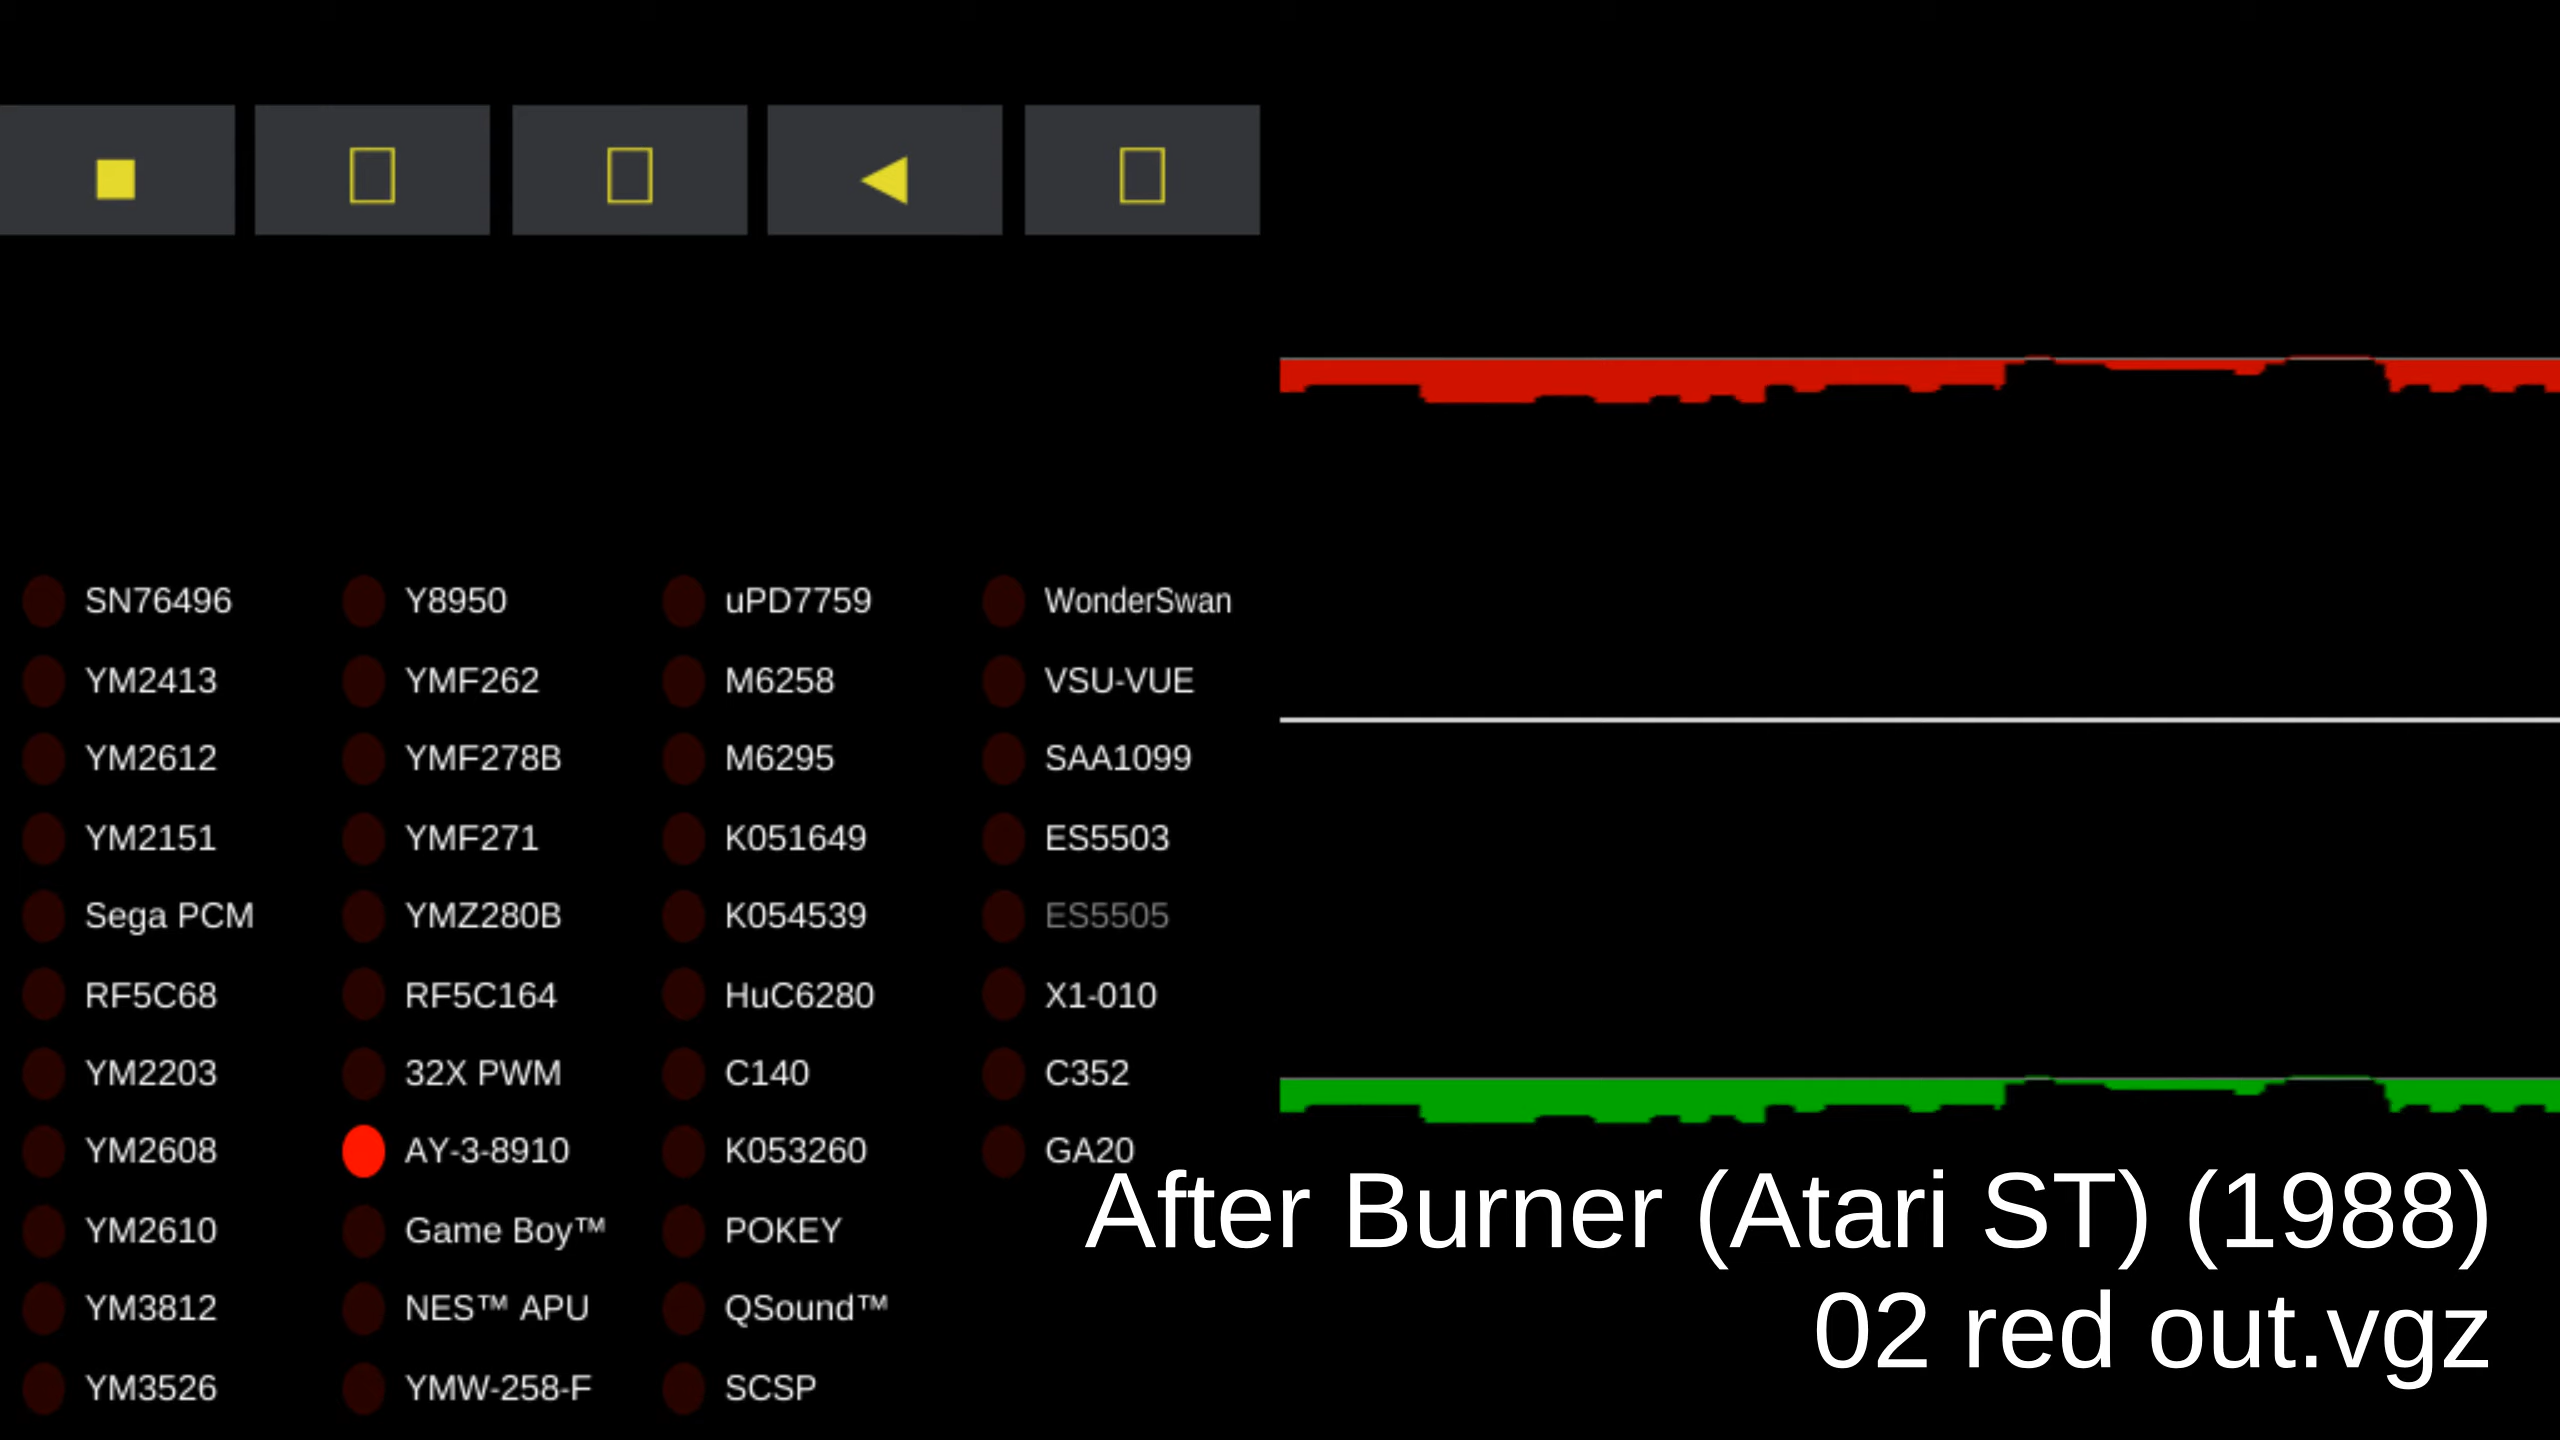 SN76496
YM2413
YM2612
YM2151
Sega PCM
RF5C68
YM2203
YM2608
YM2610
YM3812
YM3526
Y8950
YMF262
YMF278B
YMF271
YMZ280B
RF5C164
32X PWM
AY-3-8910
Game Boy™
NES™ APU
YMW-258-F
uPD7759
M6258
M6295
K051649
K054539
HuC6280
C140
K053260
POKEY
QSound™
SCSP
WonderSwan
VSU-VUE
SAA1099
ES5503
ES5505
X1-010
C352
GA20
After Burner (Atari ST) (1988)
02 red out.vgz